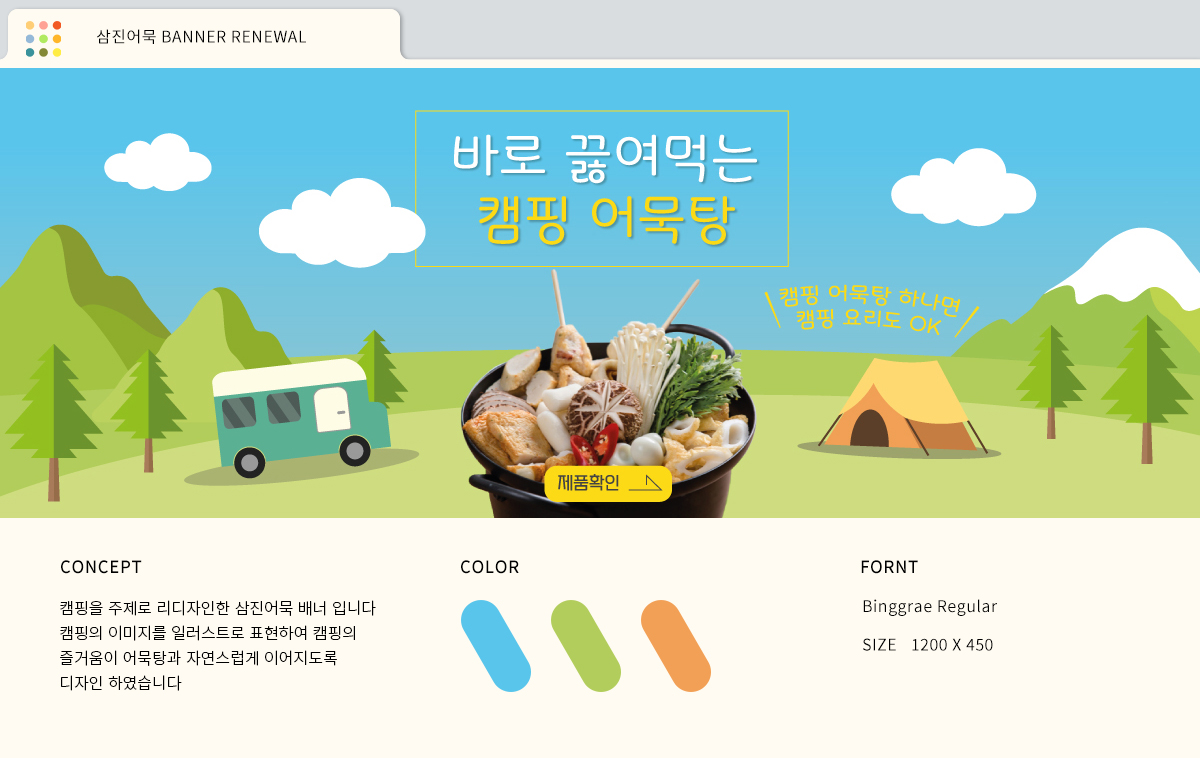 삼진어묵 BANNER RENEWAL
바로 끓여먹는
캠핑 어묵탕
캠핑 어묵탕 하나면
캠핑 요리도 OK
제품확인
CONCEPT
캠핑을 주제로 리디자인한 삼진어묵 배너 입니다
캠핑의 이미지를 일러스트로 표현하여 캠핑의
즐거움이 어묵탕과 자연스럽게 이어지도록
디자인 하였습니다
COLOR
FORNT
Binggrae Regular
SIZE 1200 X 450